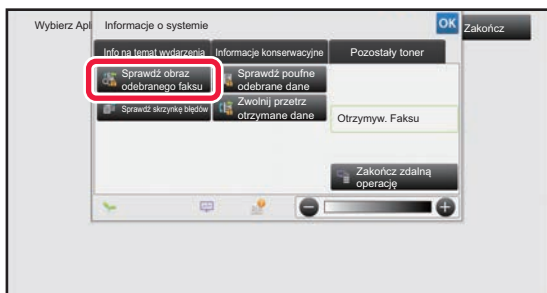 Wybierz Apl
Informacje o systemie
OK
Zakończ
Info na temat wydarzenia
Informacje konserwacyjne
Pozostały toner
Sprawdź obraz
odebranego faksu
Sprawdź poufne
odebrane dane
Sprawdź skrzynkę błędów
Zwolnij przetrz
otrzymane dane
Otrzymyw. Faksu
Zakończ zdalną
operację